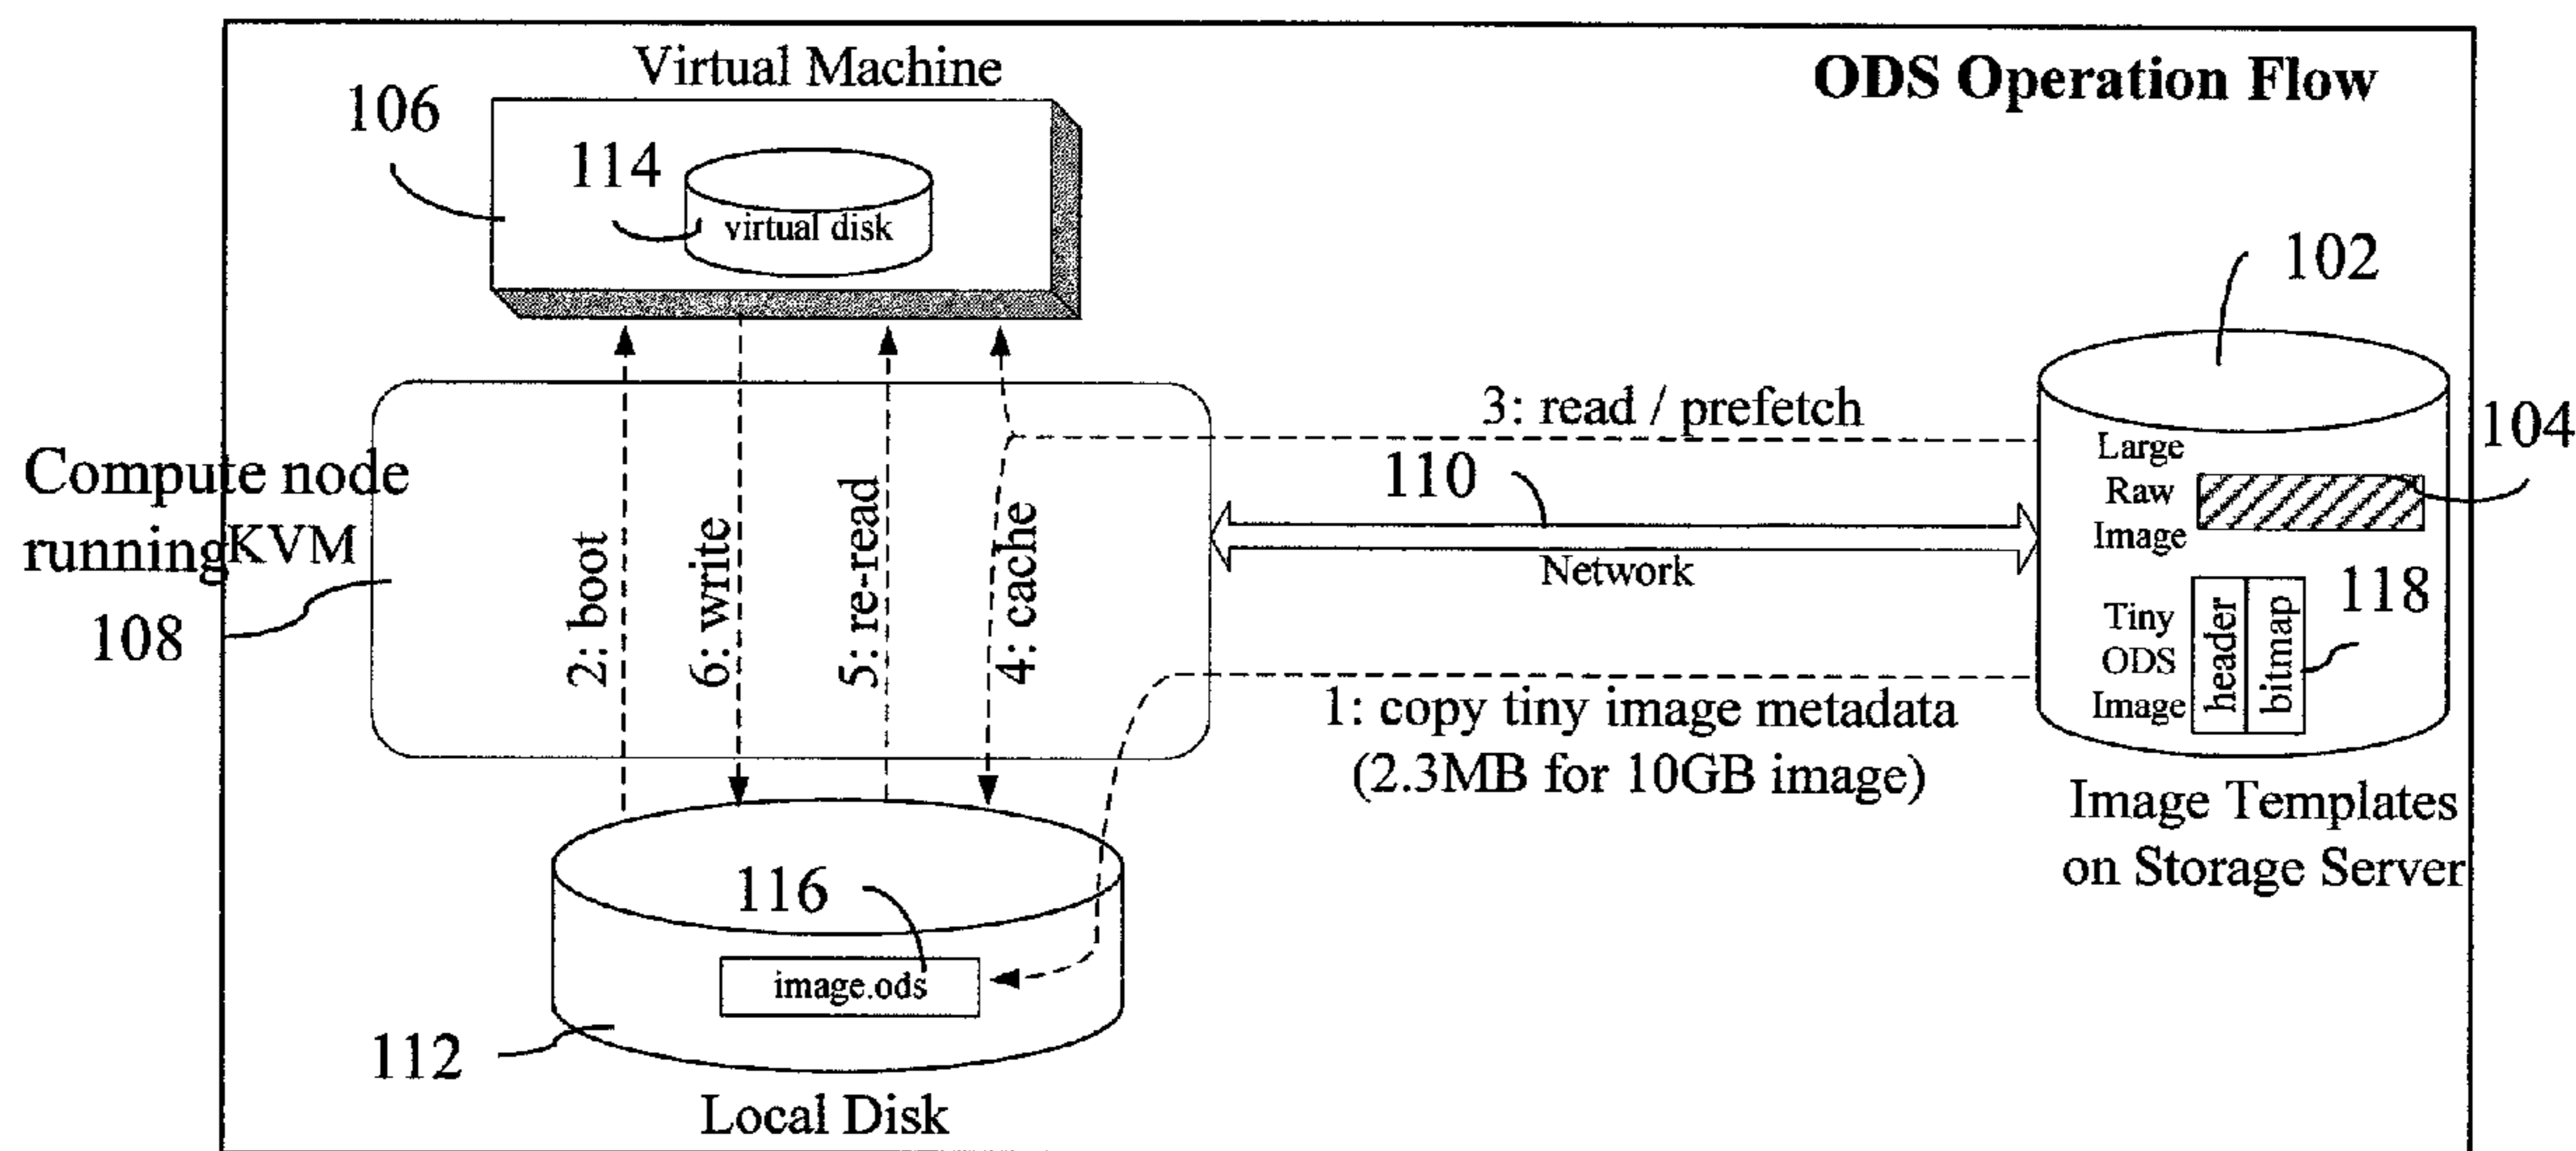 Virtual Machine
ODS Operation Flow
106
114
virtual disk
102
3: read / prefetch
104
Large
Raw
Image
Compute node
running KVM
110
Network
108
2: boot
6: write
5: re-read
4: cache
Tiny
ODS
Image
header
bitmap
118
1: copy tiny image metadata
(2.3MB for 10GB image)
Image Templates
on Storage Server
116
image.ods
112
Local Disk